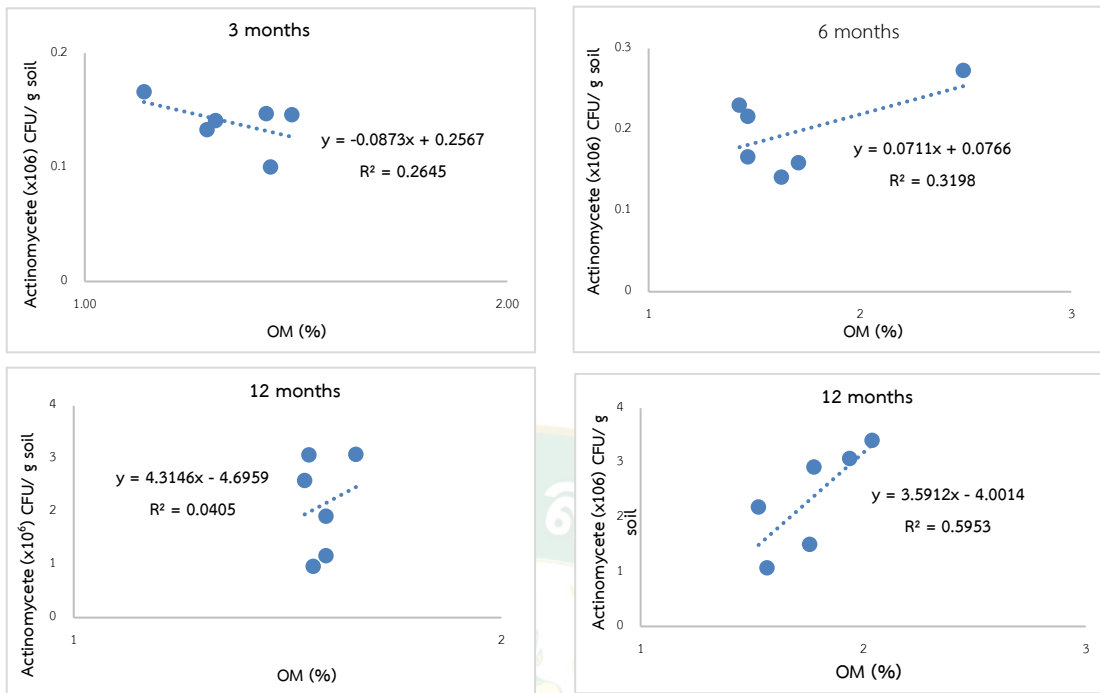 3 months
0.2
0.1
0
1.00
2.00
Actinomycete (x106) CFU/ g soil
OM (%)
y = -0.0873x + 0.2567
R² = 0.2645
6 months
0.3
0.2
0.1
0
1
2
3
Actinomycete (x106) CFU/ g soil
OM (%)
y = 0.0711x + 0.0766
R² = 0.3198
12 months
4
3
2
1
0
1
2
Actinomycete (x10⁶) CFU/ g soil
OM (%)
y = 4.3146x - 4.6959
R² = 0.0405
12 months
4
3
2
1
0
1
2
3
Actinomycete (x106) CFU/ g
soil
OM (%)
y = 3.5912x - 4.0014
R² = 0.5953